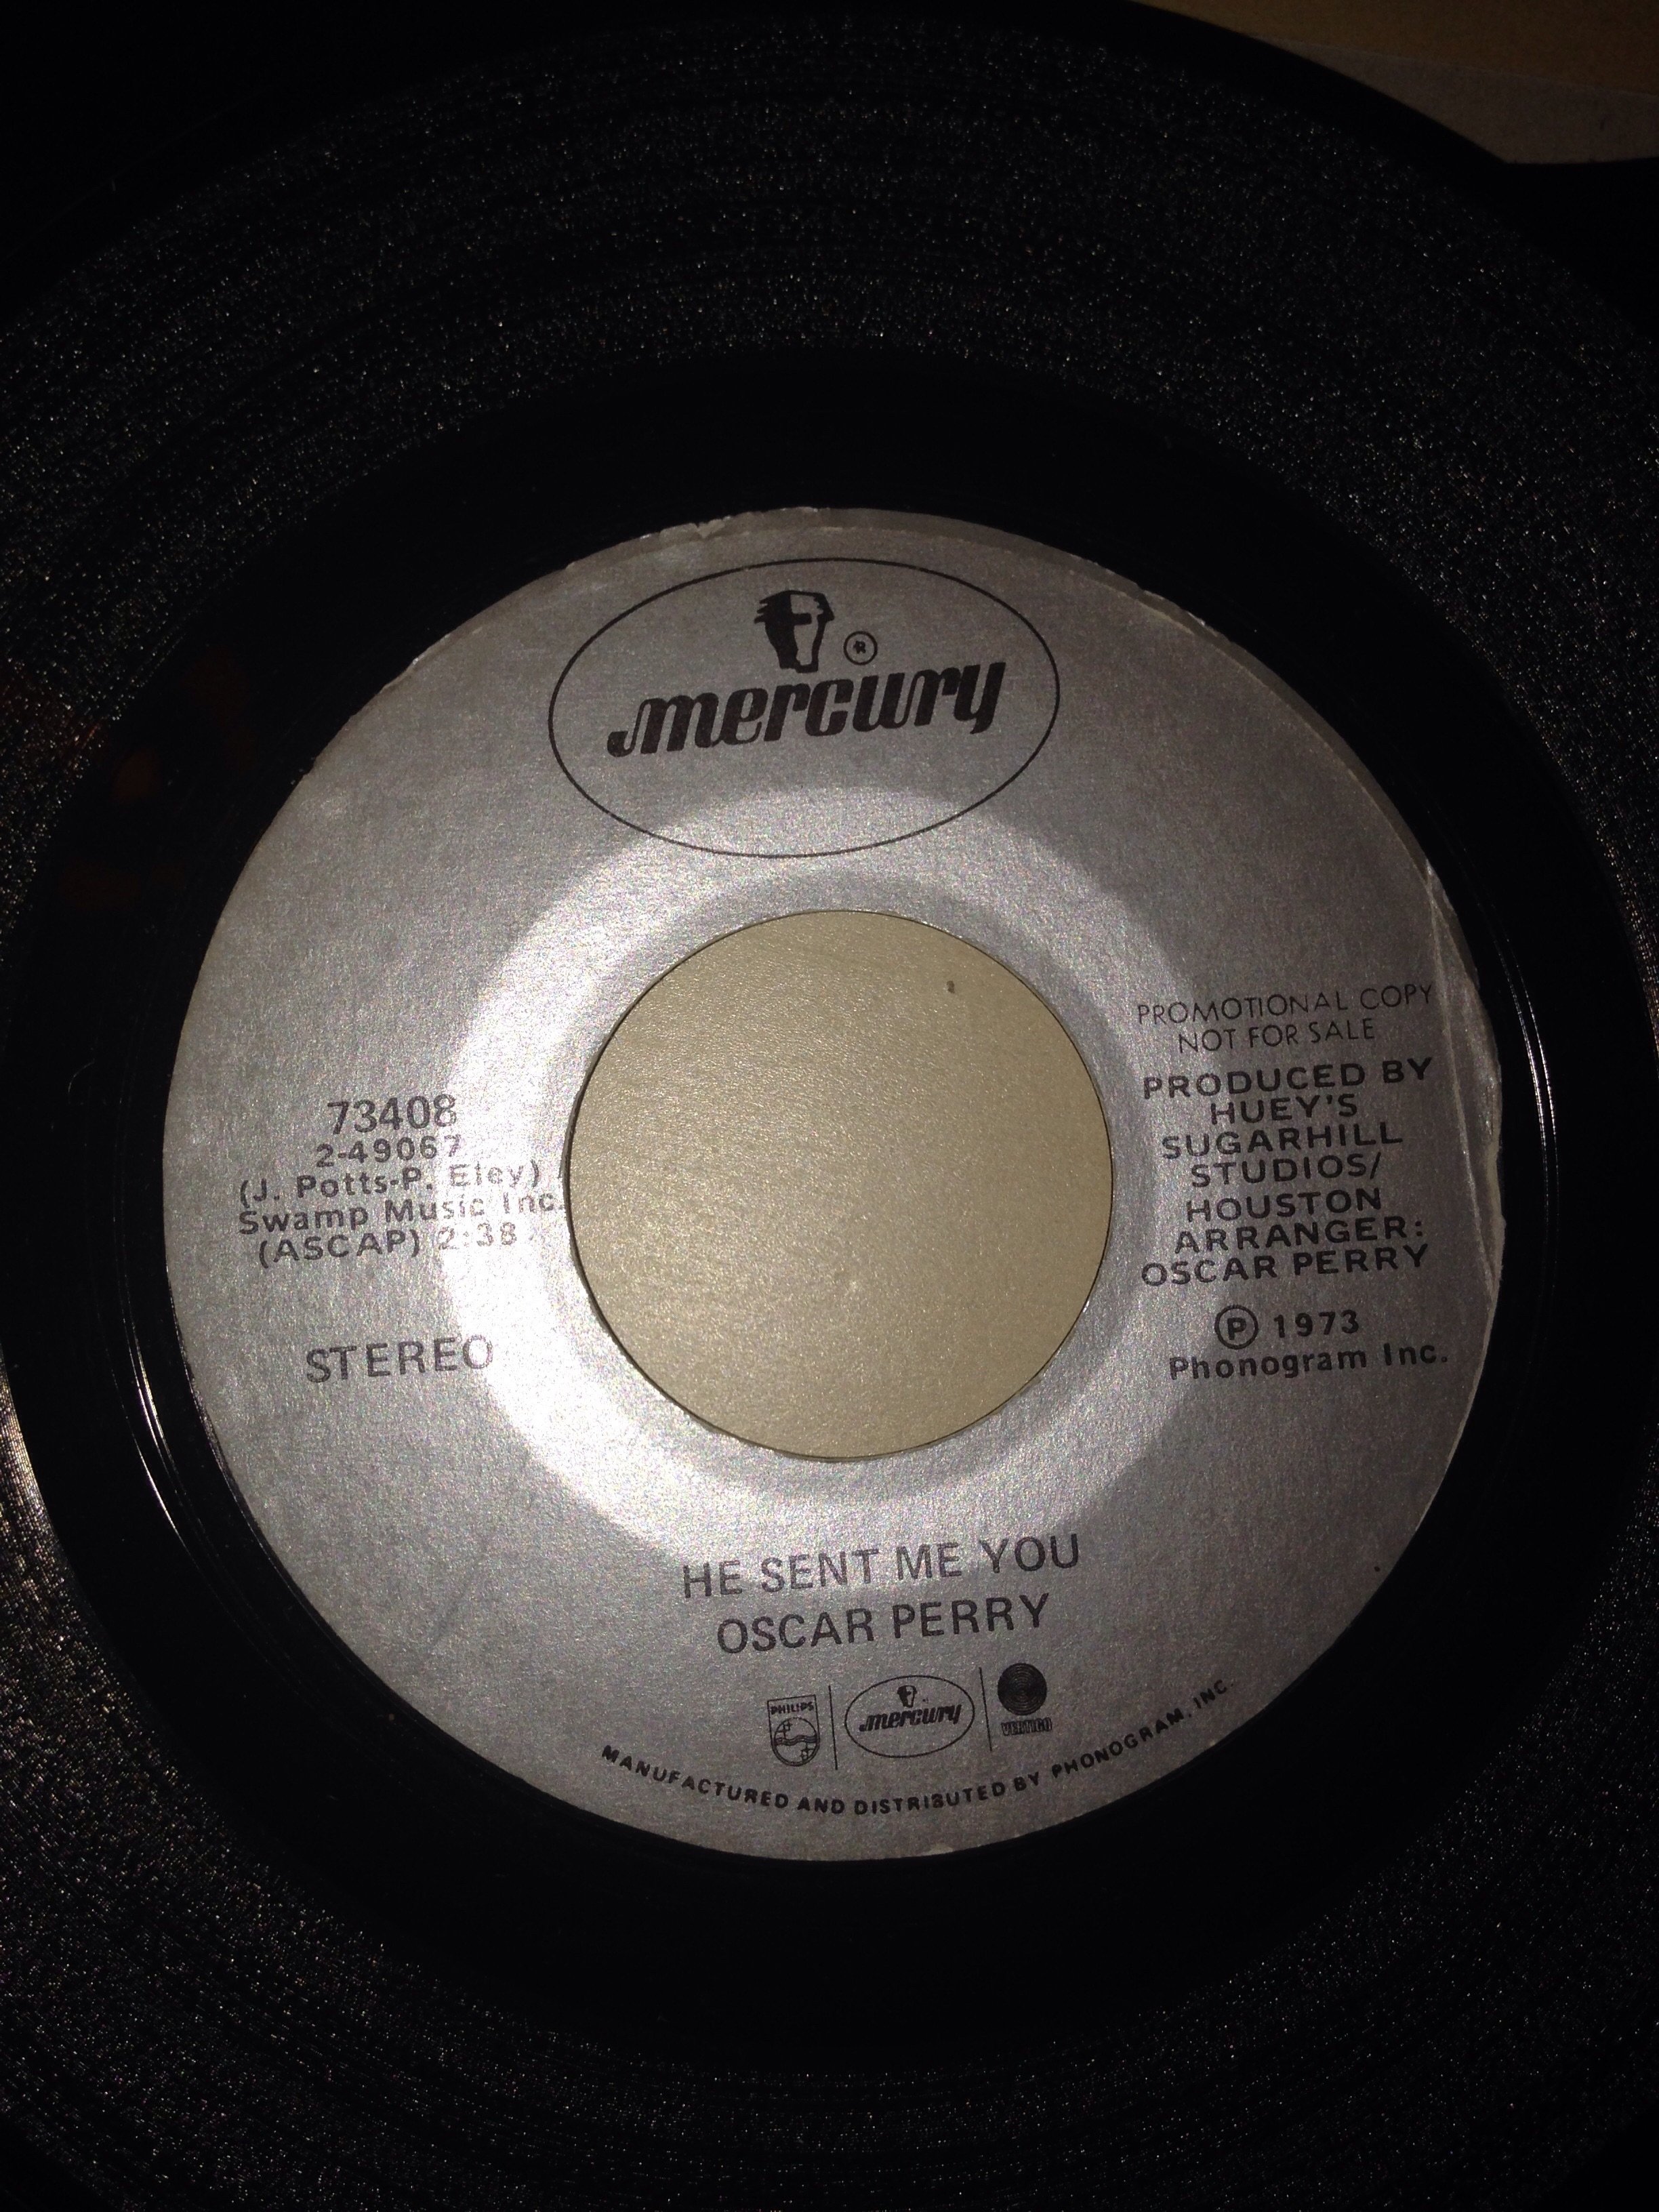 ®
mercury
73408
2-49067
(J. Potts-P. Eley)
Swamp Music Inc.
(ASCAP) 2:38
STEREO
PROMOTIONAL COPY
NOT FOR SALE
PRODUCED BY
HUEY'S
SUGARHILL
STUDIOS/
HOUSTON
ARRANGER:
OSCAR PERRY
℗ 1973
Phonogram Inc.
HE SENT ME YOU
OSCAR PERRY
PHILIPS
mercury
VERTIGO
MANUFACTURED AND DISTRIBUTED BY PHONOGRAM, INC.